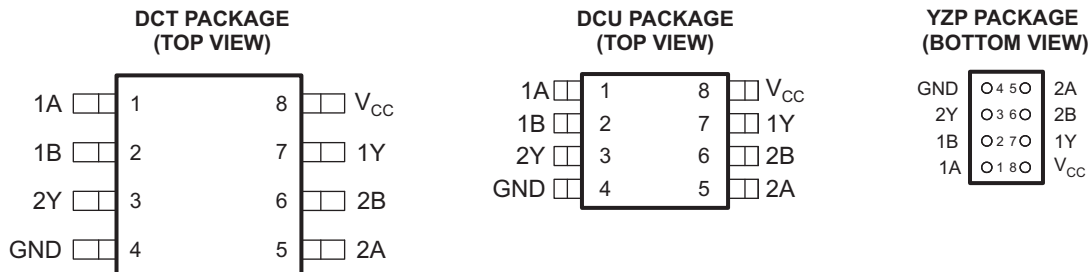 DCT PACKAGE
(TOP VIEW)
1A 1 8 VCC
1B 2 7 1Y
2Y 3 6 2B
GND 4 5 2A
DCU PACKAGE
(TOP VIEW)
1A 1 8 VCC
1B 2 7 1Y
2Y 3 6 2B
GND 4 5 2A
YZP PACKAGE
(BOTTOM VIEW)
GND 4 5 2A
2Y 3 6 2B
1B 2 7 1Y
1A 1 8 VCC